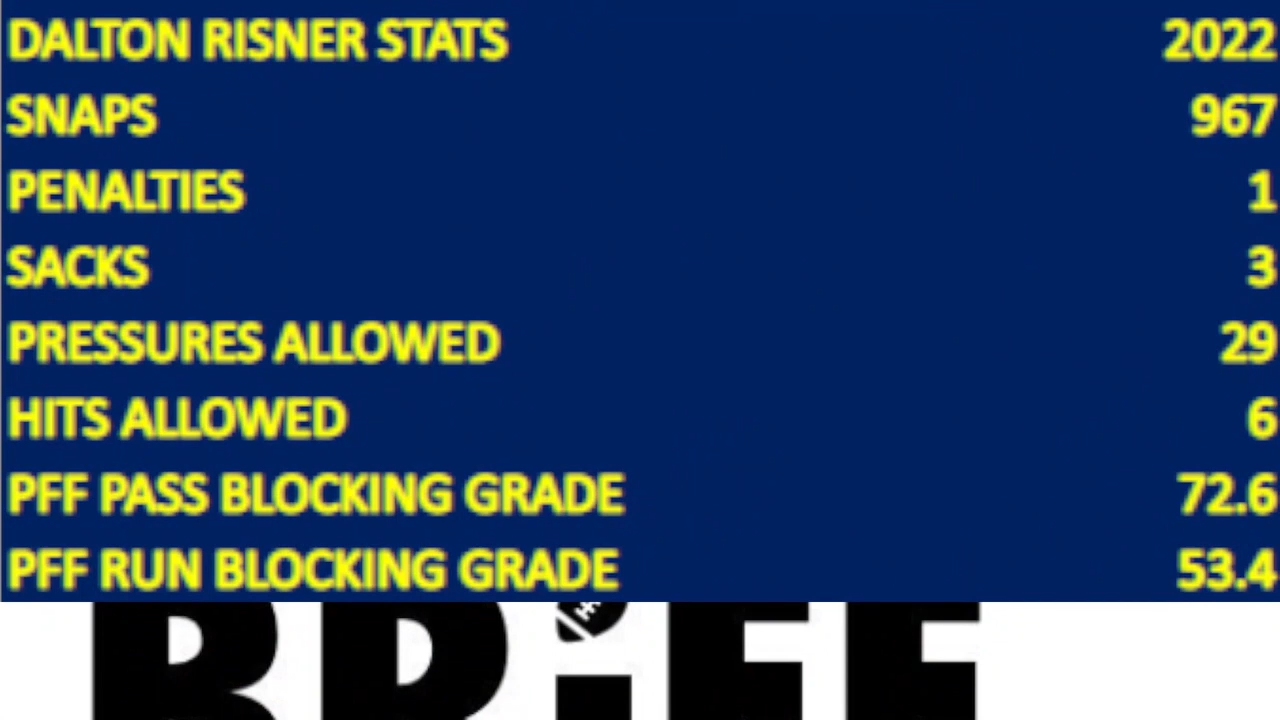 DALTON RISNER STATS 2022
SNAPS 967
PENALTIES 1
SACKS 3
PRESSURES ALLOWED 29
HITS ALLOWED 6
PFF PASS BLOCKING GRADE 72.6
PFF RUN BLOCKING GRADE 53.4